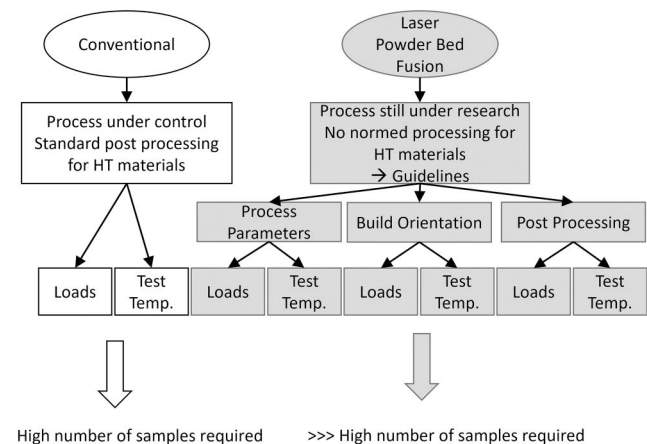 Conventional
Laser
Powder Bed
Fusion
Process under control
Standard post processing
for HT materials
Process still under research
No normed processing for
HT materials
→ Guidelines
Process
Parameters
Build Orientation
Post Processing
Loads
Test
Temp.
Loads
Test
Temp.
Loads
Test
Temp.
Loads
Test
Temp.
High number of samples required
>>> High number of samples required